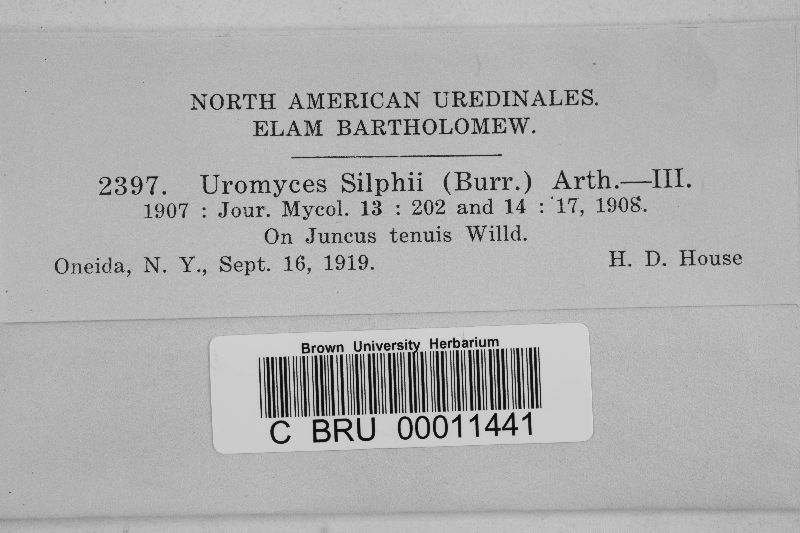 NORTH AMERICAN UREDINALES.
ELAM BARTHOLOMEW.
2397. Uromyces Silphii (Burr.) Arth.—III.
1907 : Jour. Mycol. 13 : 202 and 14 : 17, 1908.
On Juncus tenuis Willd.
Oneida, N. Y., Sept. 16, 1919. H. D. House
Brown University Herbarium
C BRU 00011441